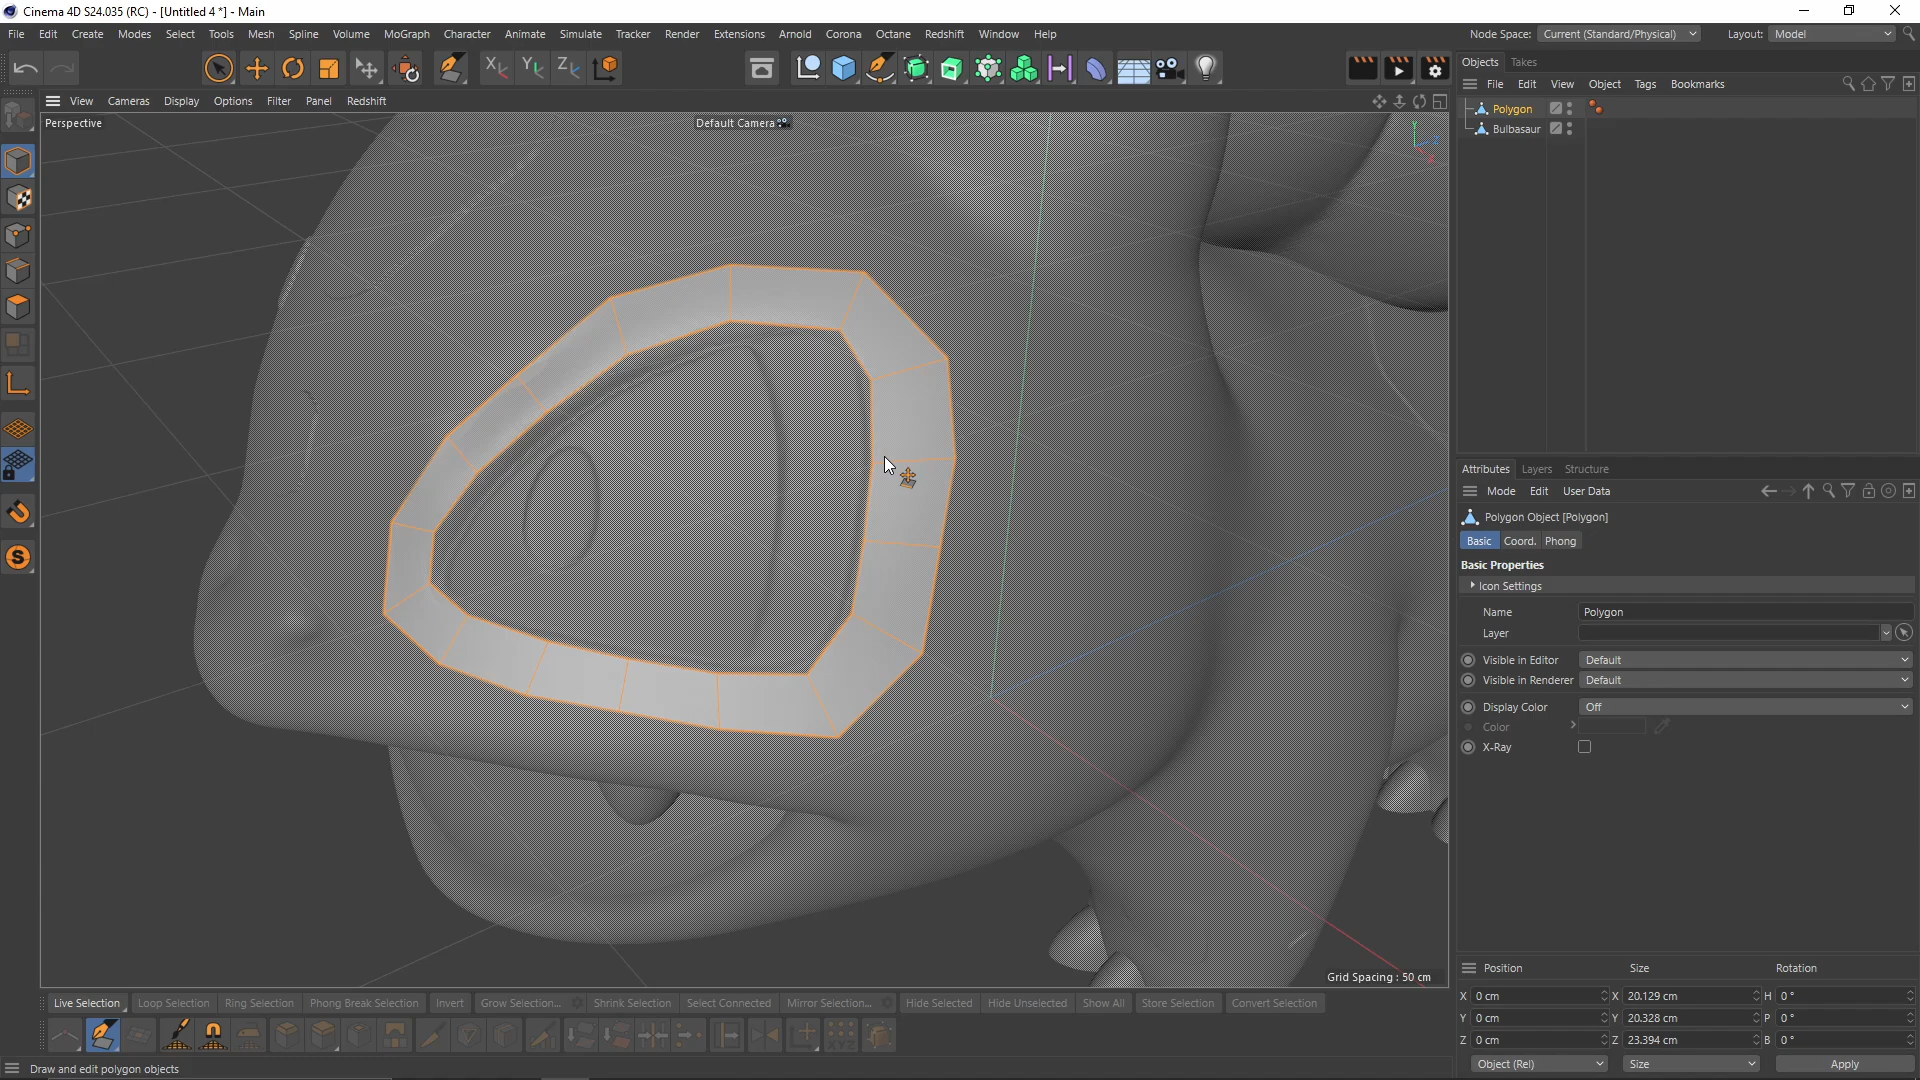 Cinema 4D S24.035 (RC) - [Untitled 4 *] - Main
File Edit Create Modes Select Tools Mesh Spline Volume MoGraph Character Animate Simulate Tracker Render Extensions Arnold Corona Octane Redshift Window Help
Node Space: Current (Standard/Physical) Layout: Model
Objects Takes
File Edit View Object Tags Bookmarks
View Cameras Display Options Filter Panel Redshift
Polygon
Bulbasaur
Perspective
Default Camera
Y
Z
X
Attributes Layers Structure
Mode Edit User Data
Polygon Object [Polygon]
Basic Coord. Phong
Basic Properties
Icon Settings
Name Polygon
Layer
Visible in Editor Default
Visible in Renderer Default
Display Color Off
Color
X-Ray
Grid Spacing : 50 cm
Position Size Rotation
X 0 cm X 20.129 cm H 0 °
Y 0 cm Y 20.328 cm P 0 °
Z 0 cm Z 23.394 cm B 0 °
Object (Rel) Size Apply
Live Selection Loop Selection Ring Selection Phong Break Selection Invert Grow Selection... Shrink Selection Select Connected Mirror Selection... Hide Selected Hide Unselected Show All Store Selection Convert Selection
Draw and edit polygon objects